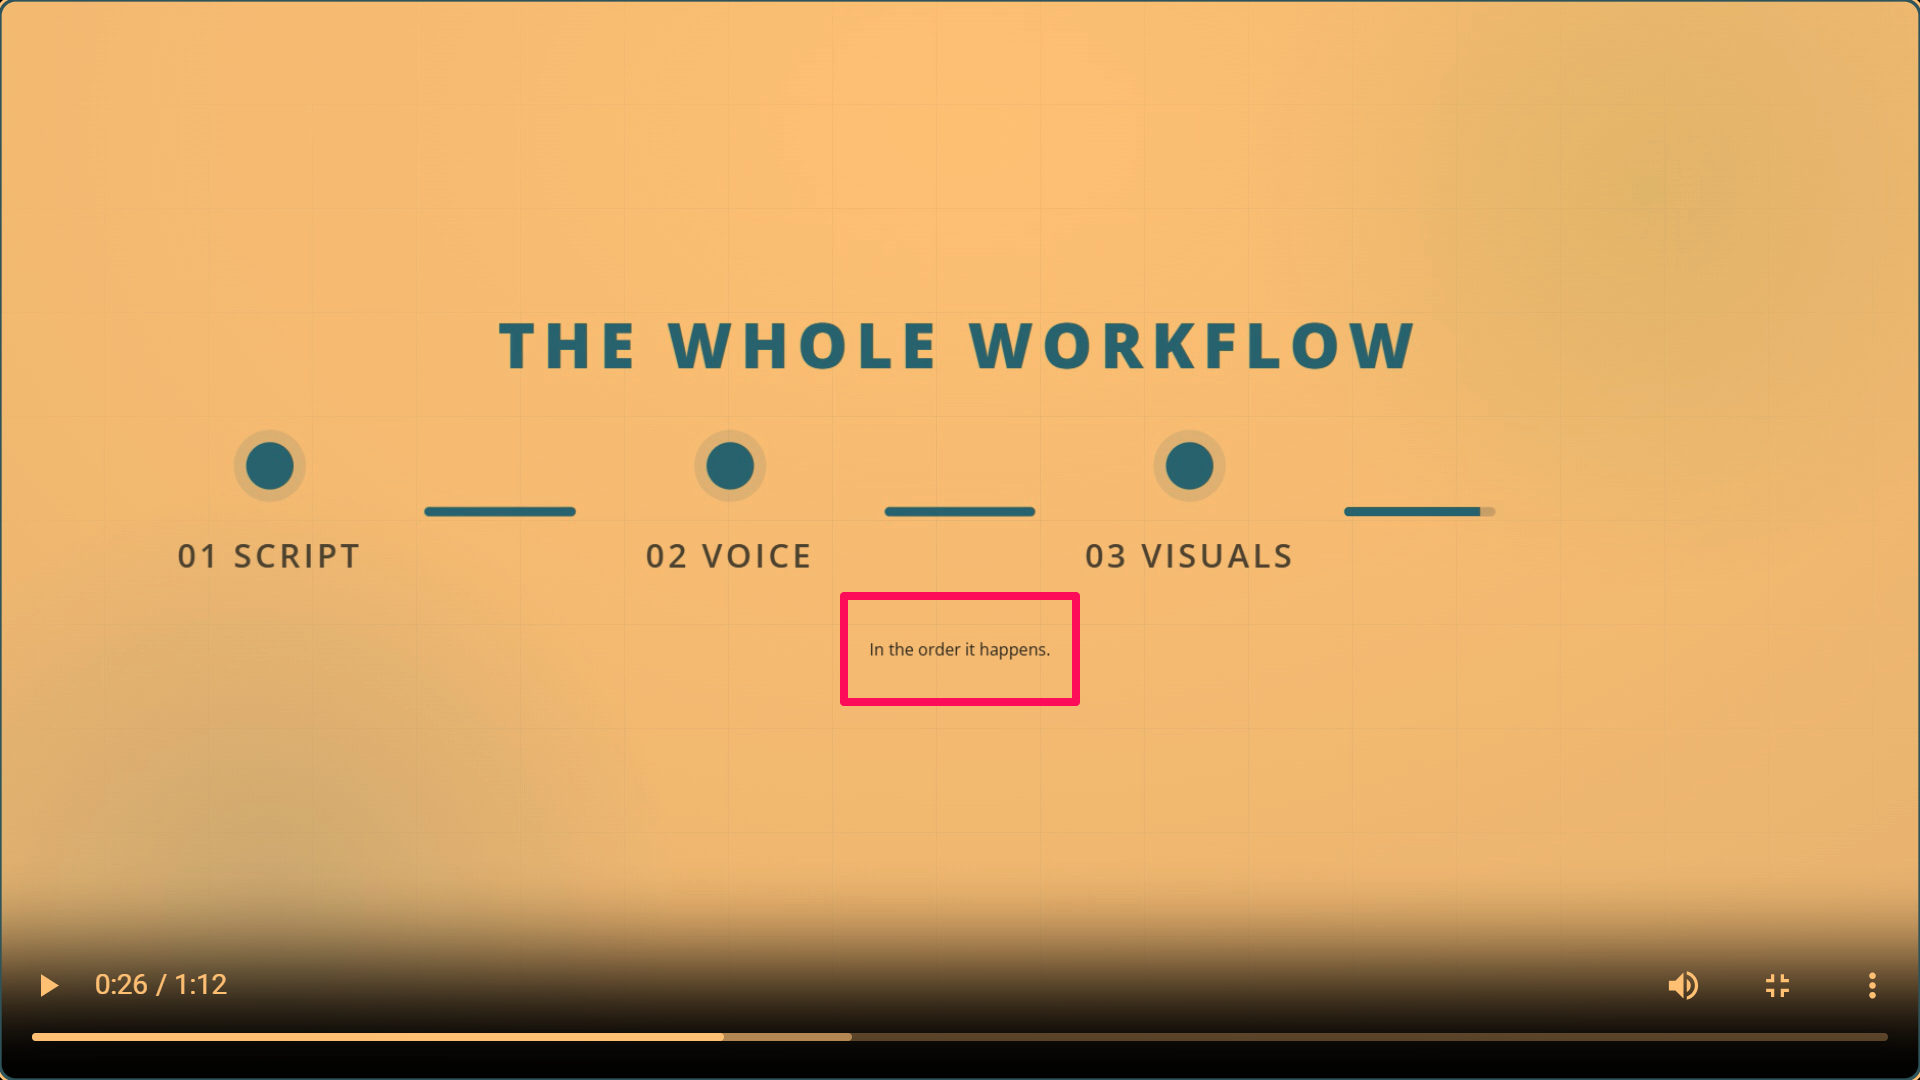 THE WHOLE WORKFLOW
01 SCRIPT
02 VOICE
03 VISUALS
In the order it happens.
0:26 / 1:12